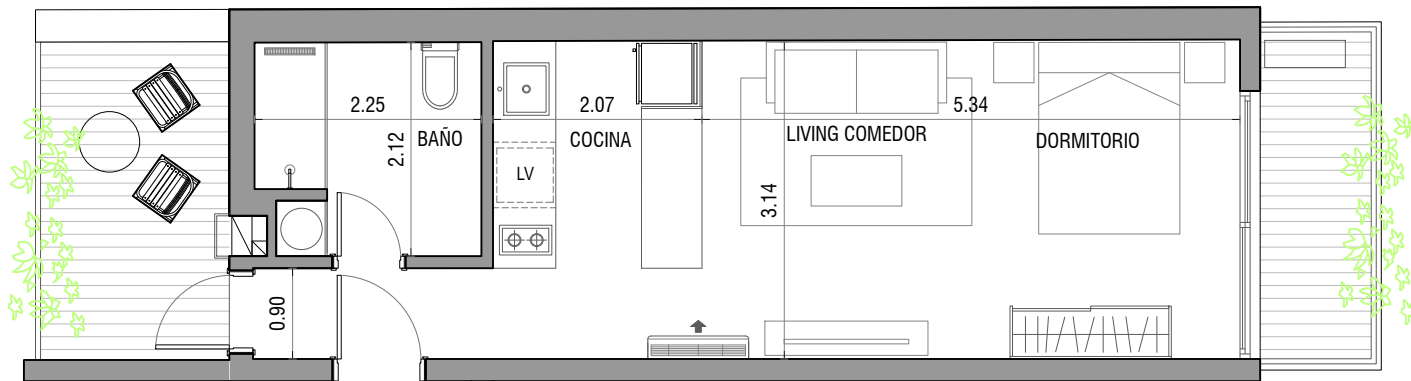 2.25
2.12
BAÑO
2.07
COCINA
LV
LIVING COMEDOR
5.34
DORMITORIO
3.14
0.90